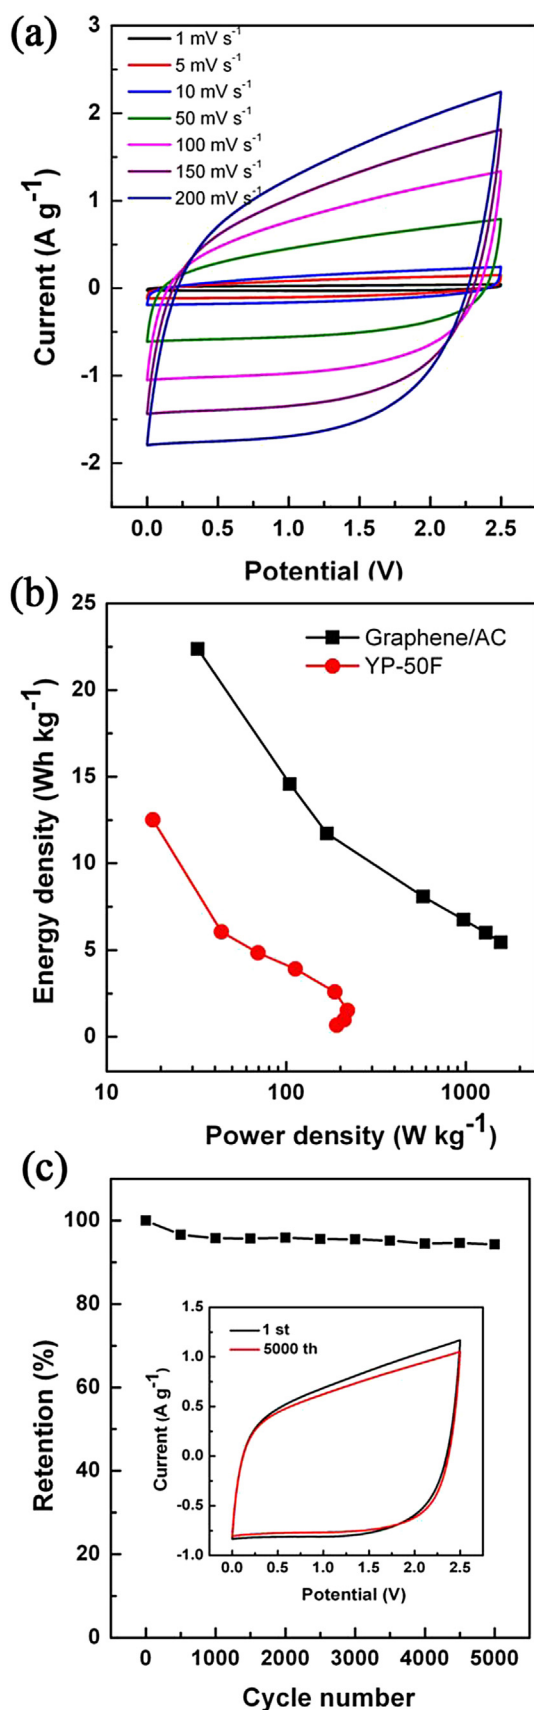 (a)
3
2
1
0
-1
-2
Current (A g-1)
1 mV s-1
5 mV s-1
10 mV s-1
50 mV s-1
100 mV s-1
150 mV s-1
200 mV s-1
0.0 0.5 1.0 1.5 2.0 2.5
Potential (V)
(b)
25
20
15
10
5
0
Energy density (Wh kg-1)
Graphene/AC
YP-50F
10 100 1000
Power density (W kg-1)
(c)
100
80
60
40
20
0
Retention (%)
1.5
1.0
0.5
0.0
-0.5
-1.0
Current (A g-1)
1 st
5000 th
0.0 0.5 1.0 1.5 2.0 2.5
Potential (V)
0 1000 2000 3000 4000 5000
Cycle number